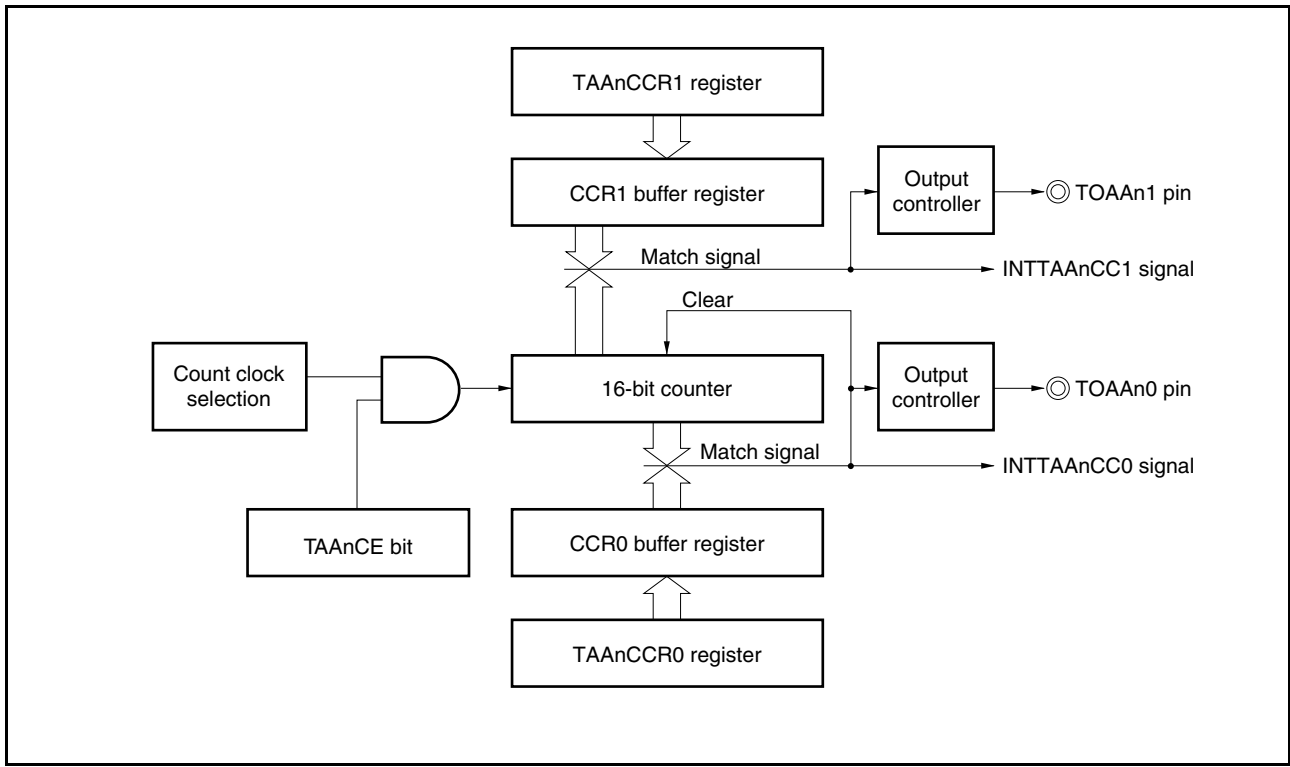 TAAnCCR1 register
CCR1 buffer register
Output
controller
TOAAn1 pin
Match signal
INTTAAnCC1 signal
Clear
Count clock
selection
16-bit counter
Output
controller
TOAAn0 pin
Match signal
INTTAAnCC0 signal
TAAnCE bit
CCR0 buffer register
TAAnCCR0 register